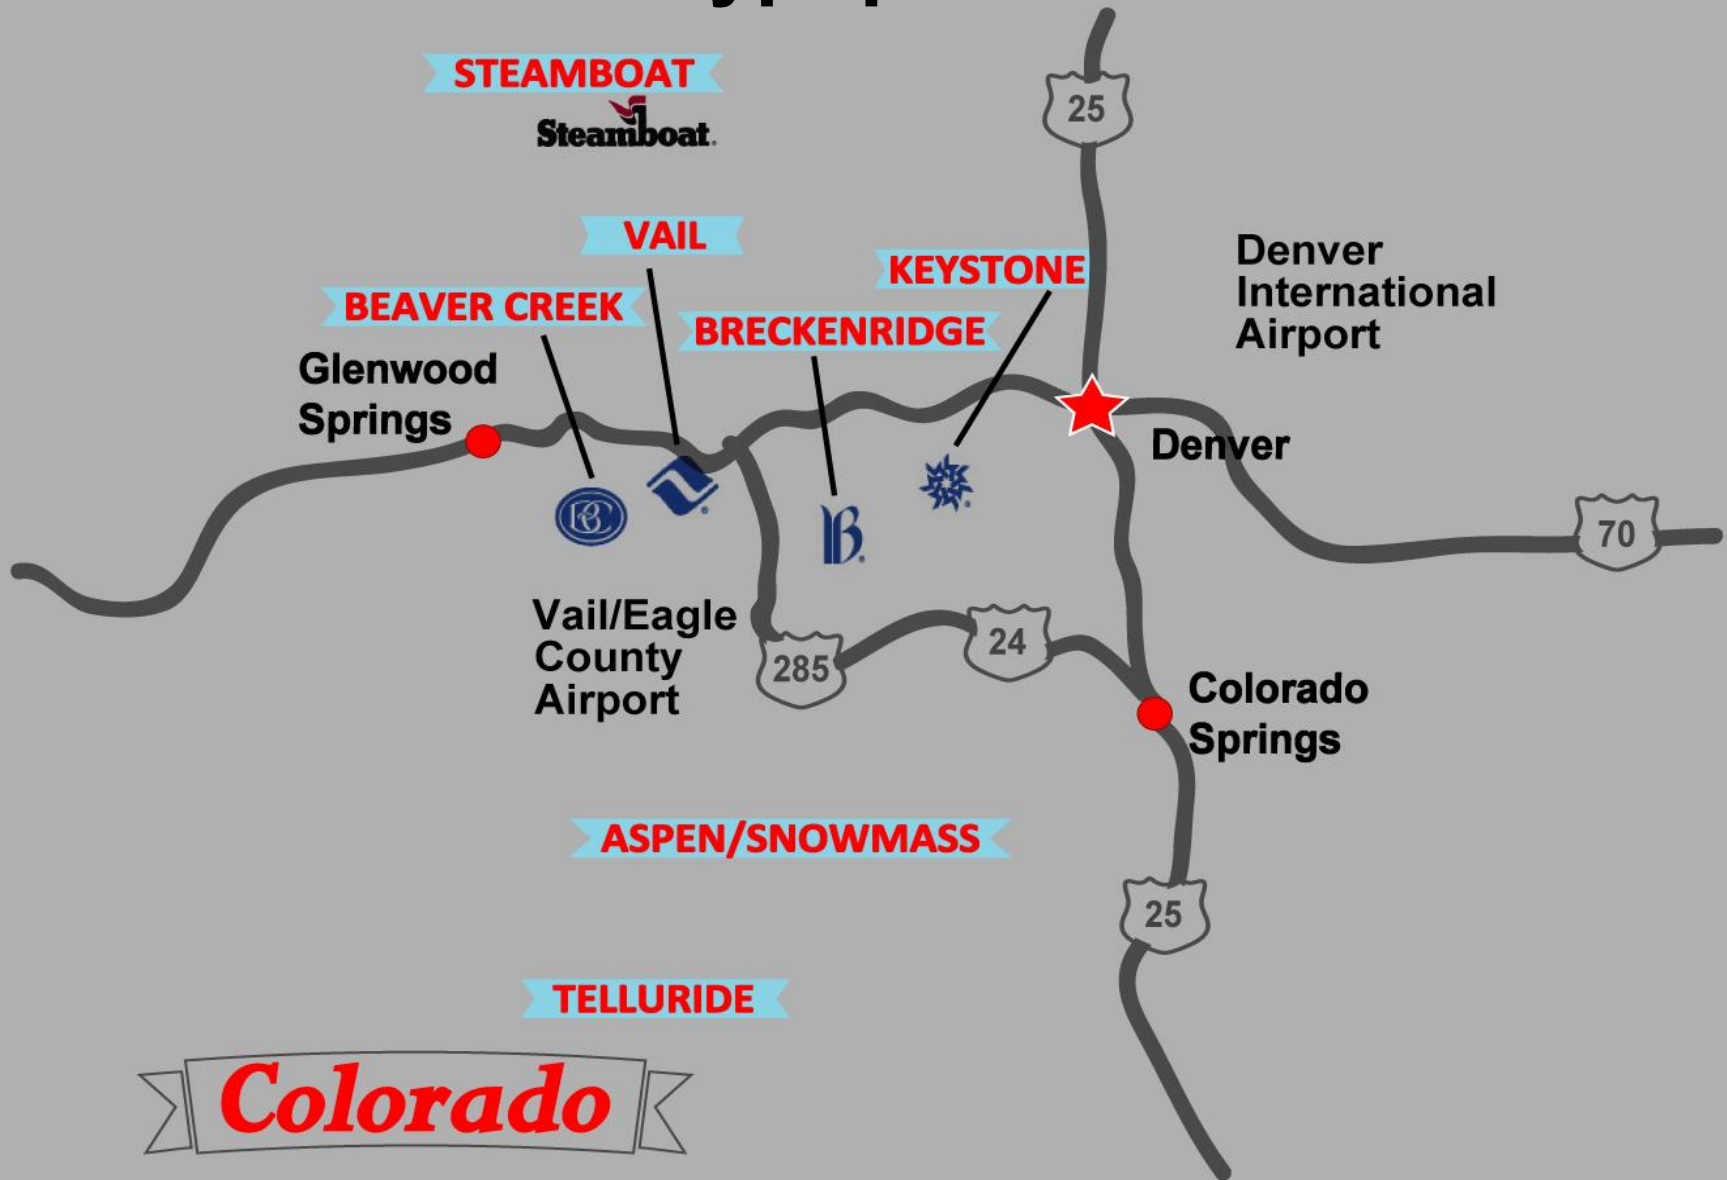 STEAMBOAT
Steamboat
25
VAIL
KEYSTONE
Denver
International
Airport
BEAVER CREEK
BRECKENRIDGE
Glenwood
Springs
Denver
BC
B
70
Vail/Eagle
County
Airport
285
24
Colorado
Springs
ASPEN/SNOWMASS
25
TELLURIDE
Colorado